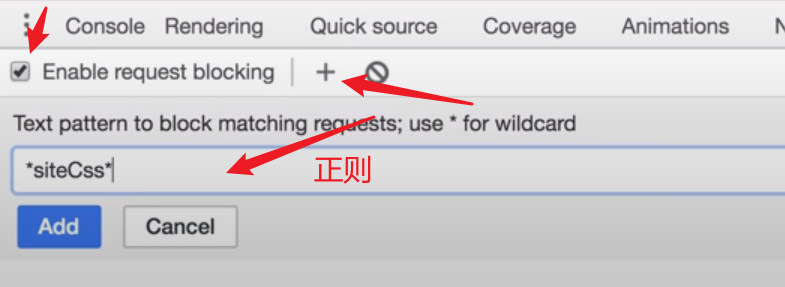 Console Rendering Quick source Coverage Animations
Enable request blocking
Text pattern to block matching requests; use * for wildcard
*siteCss*
正则
Add Cancel